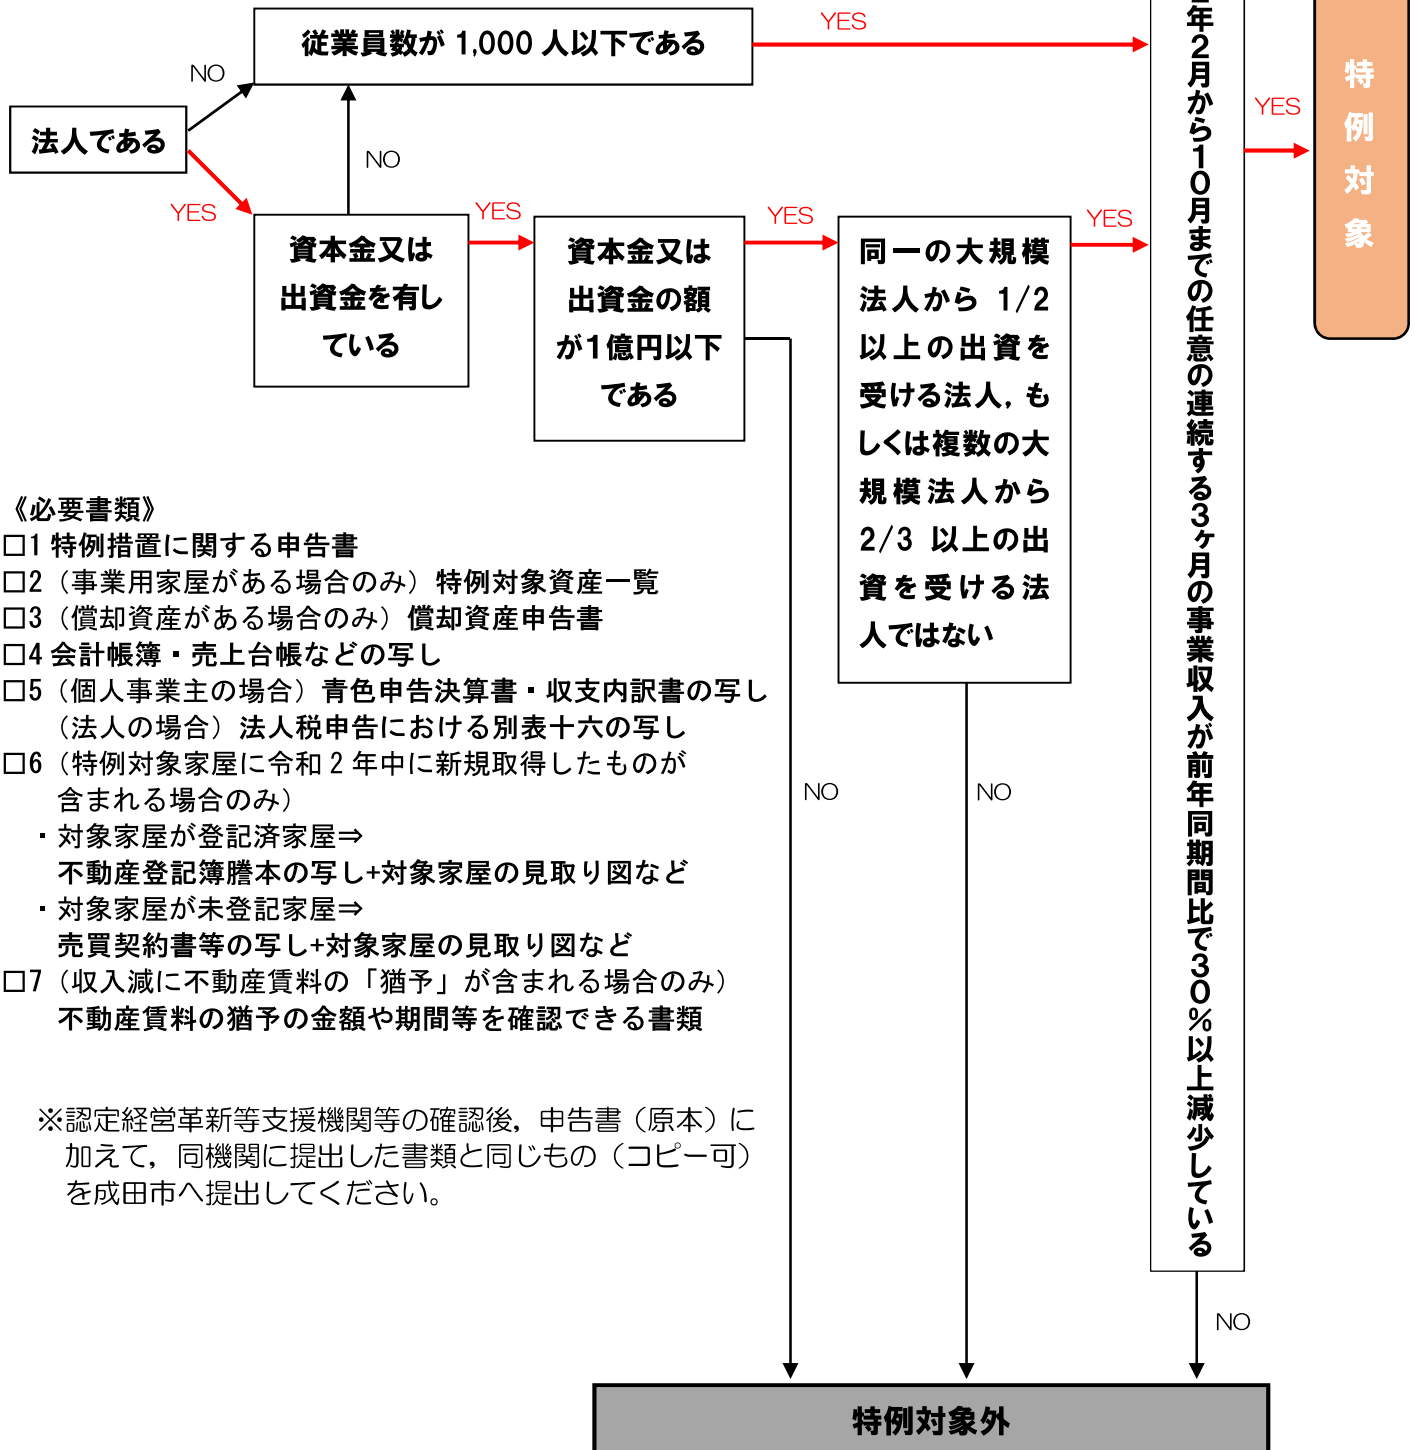 従業員数が 1,000 人以下である
YES
NO
法人である
NO
YES
資本金又は
出資金を有し
ている
YES
資本金又は
出資金の額
が1億円以下
である
YES
同一の大規模
法人から 1/2
以上の出資を
受ける法人,も
しくは複数の大
規模法人から
2/3 以上の出
資を受ける法
人ではない
YES
年2月から10月までの任意の連続する3ヶ月の事業収入が前年同期間比で30%以上減少している
YES
特例対象
《必要書類》
□1 特例措置に関する申告書
□2（事業用家屋がある場合のみ）特例対象資産一覧
□3（償却資産がある場合のみ）償却資産申告書
□4 会計帳簿・売上台帳などの写し
□5（個人事業主の場合）青色申告決算書・収支内訳書の写し
（法人の場合）法人税申告における別表十六の写し
□6（特例対象家屋に令和 2 年中に新規取得したものが
含まれる場合のみ）
・対象家屋が登記済家屋⇒
不動産登記簿謄本の写し+対象家屋の見取り図など
・対象家屋が未登記家屋⇒
売買契約書等の写し+対象家屋の見取り図など
□7（収入減に不動産賃料の「猶予」が含まれる場合のみ）
不動産賃料の猶予の金額や期間等を確認できる書類
※認定経営革新等支援機関等の確認後，申告書（原本）に
加えて，同機関に提出した書類と同じもの（コピー可）
を成田市へ提出してください。
NO
NO
NO
特例対象外